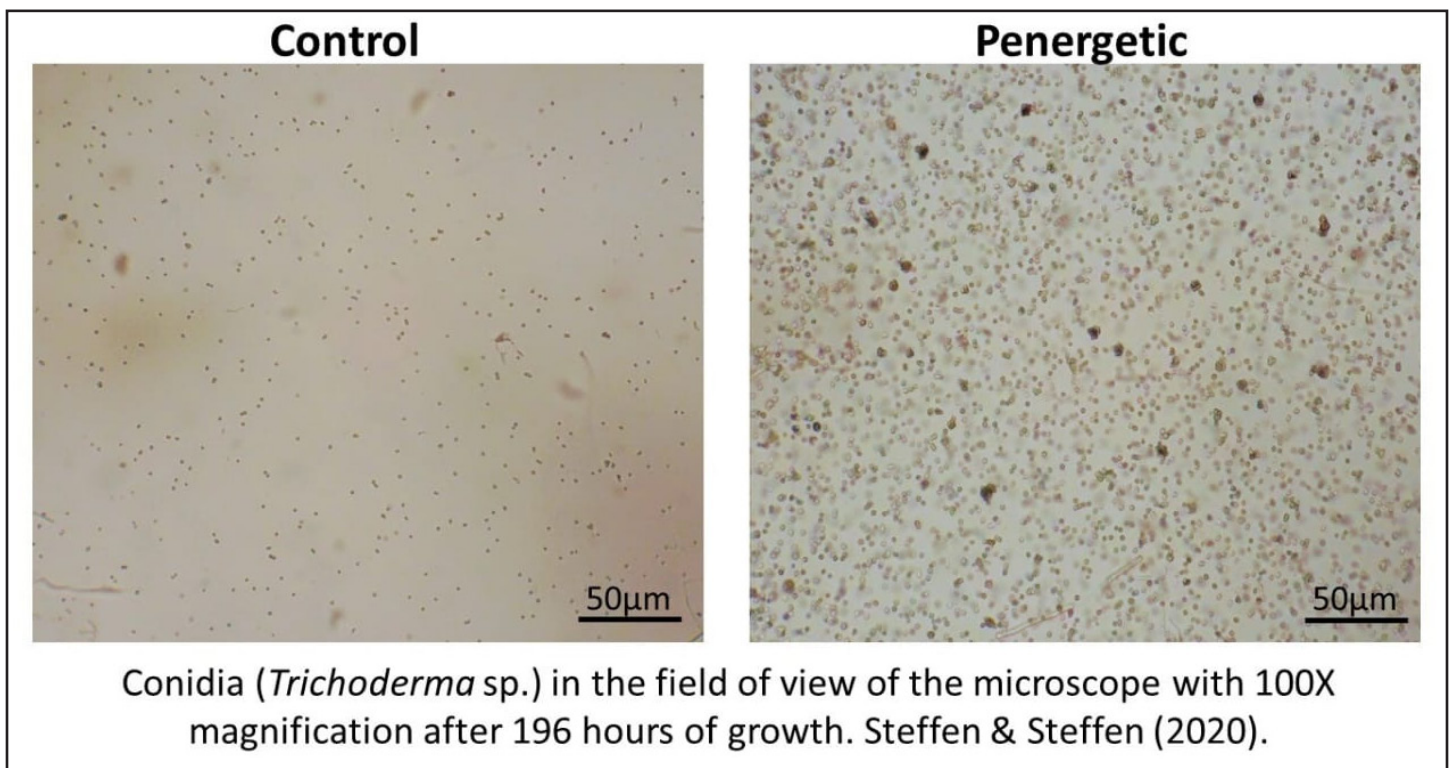 Control
Penergetic
50µm
50µm
Conidia (Trichoderma sp.) in the field of view of the microscope with 100X
magnification after 196 hours of growth. Steffen & Steffen (2020).